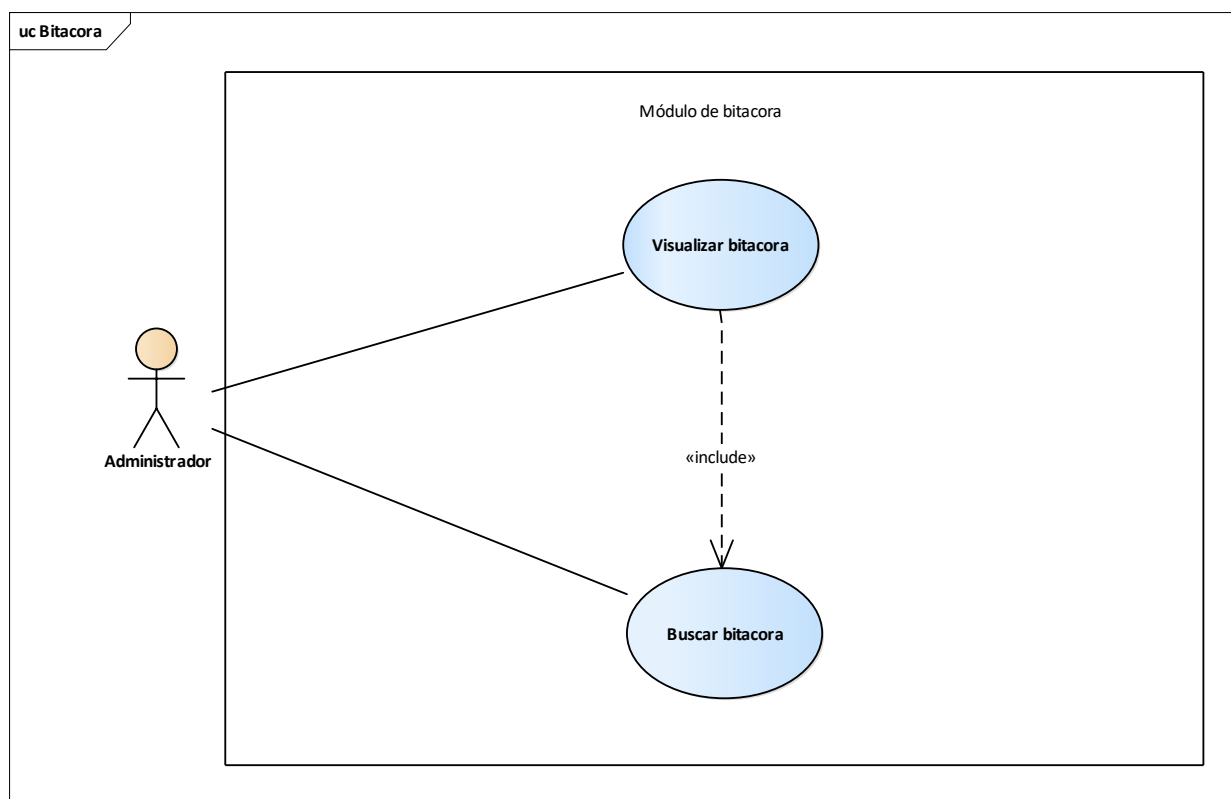 uc Bitacora
Módulo de bitacora
Visualizar bitacora
Administrador
«include»
Buscar bitacora